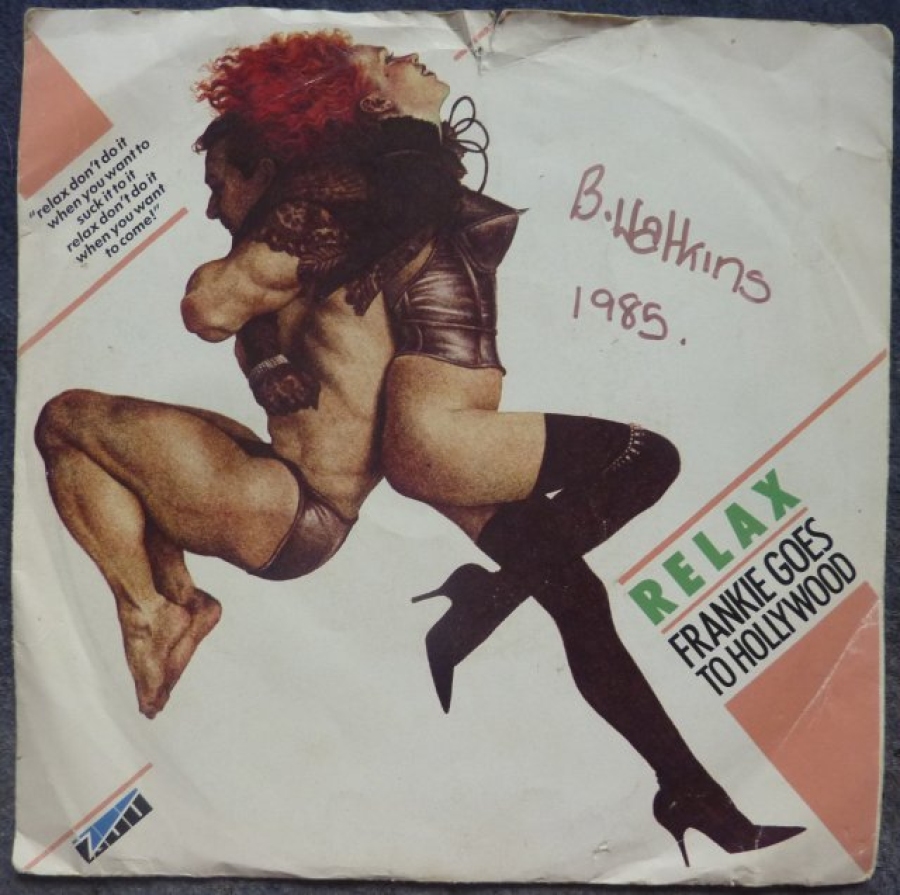 "relax don't do it
when you want to
suck it to it
relax don't do it
when you want
to come!"
B. Watkins
1985.
RELAX
FRANKIE GOES
TO HOLLYWOOD
ZTT